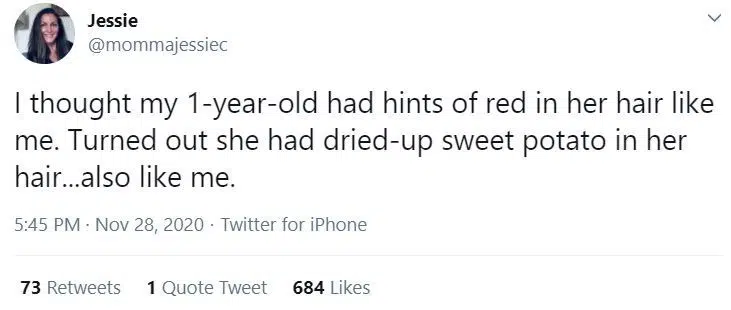 Jessie
@mommajessiec
I thought my 1-year-old had hints of red in her hair like
me. Turned out she had dried-up sweet potato in her
hair...also like me.
5:45 PM · Nov 28, 2020 · Twitter for iPhone
73 Retweets 1 Quote Tweet 684 Likes